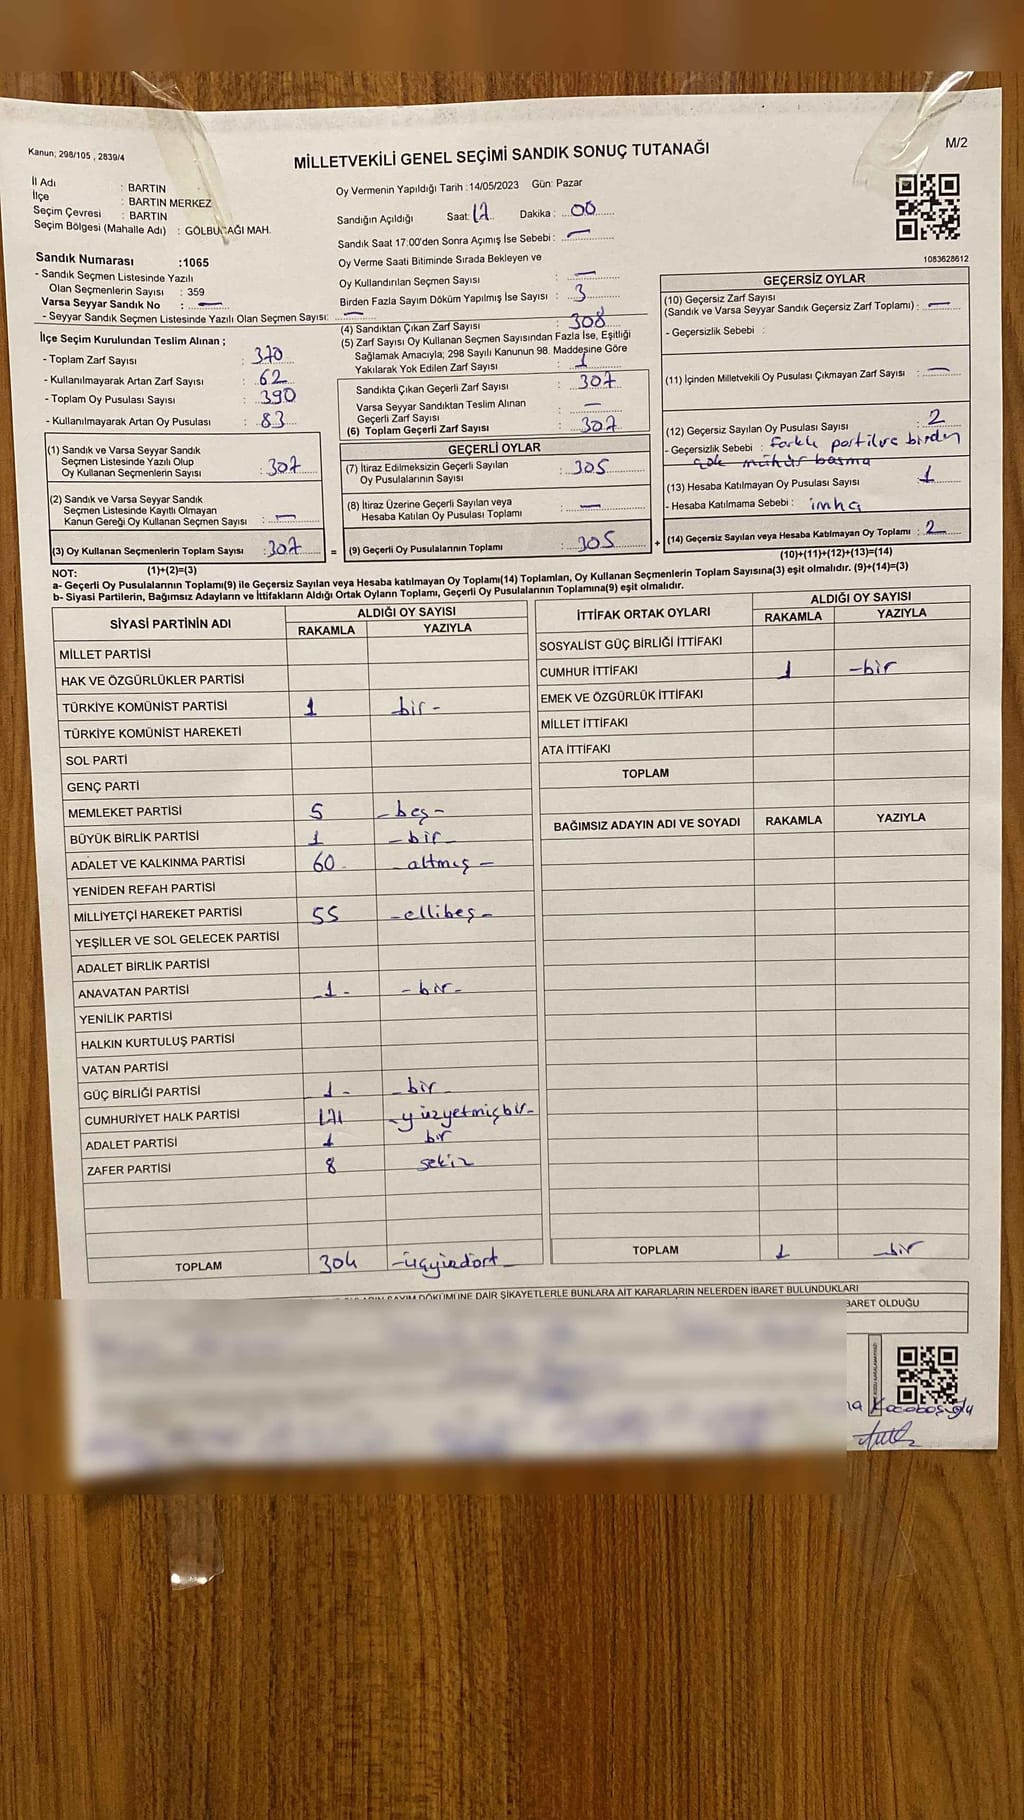 Kanun; 298/105 , 2839/4
MİLLETVEKİLİ GENEL SEÇİMİ SANDIK SONUÇ TUTANAĞI
M/2
İl Adı : BARTIN
İlçe : BARTIN MERKEZ
Seçim Çevresi : BARTIN
Seçim Bölgesi (Mahalle Adı) : GÖLBUCAĞI MAH.
Oy Vermenin Yapıldığı Tarih :14/05/2023 Gün: Pazar
Sandığın Açıldığı Saat: 17 Dakika : 00
Sandık Saat 17:00'den Sonra Açımış İse Sebebi : —
Oy Verme Saati Bitiminde Sırada Bekleyen ve
Oy Kullandırılan Seçmen Sayısı : —
Birden Fazla Sayım Döküm Yapılmış İse Sayısı : 3
1083628612
Sandık Numarası :1065
- Sandık Seçmen Listesinde Yazılı
Olan Seçmenlerin Sayısı : 359
Varsa Seyyar Sandık No : —
- Seyyar Sandık Seçmen Listesinde Yazılı Olan Seçmen Sayısı: —
İlçe Seçim Kurulundan Teslim Alınan ;
- Toplam Zarf Sayısı : 370
- Kullanılmayarak Artan Zarf Sayısı : 62
- Toplam Oy Pusulası Sayısı : 390
- Kullanılmayarak Artan Oy Pusulası : 83
(1) Sandık ve Varsa Seyyar Sandık
Seçmen Listesinde Yazılı Olup
Oy Kullanan Seçmenlerin Sayısı : 307
(2) Sandık ve Varsa Seyyar Sandık
Seçmen Listesinde Kayıtlı Olmayan
Kanun Gereği Oy Kullanan Seçmen Sayısı : —
(3) Oy Kullanan Seçmenlerin Toplam Sayısı : 307
(1)+(2)=(3)
(4) Sandıktan Çıkan Zarf Sayısı : 308
(5) Zarf Sayısı Oy Kullanan Seçmen Sayısından Fazla İse, Eşitliği
Sağlamak Amacıyla; 298 Sayılı Kanunun 98. Maddesine Göre
Yakılarak Yok Edilen Zarf Sayısı : 1
Sandıkta Çıkan Geçerli Zarf Sayısı : 307
Varsa Seyyar Sandıktan Teslim Alınan
Geçerli Zarf Sayısı : —
(6) Toplam Geçerli Zarf Sayısı : 307
GEÇERLİ OYLAR
(7) İtiraz Edilmeksizin Geçerli Sayılan
Oy Pusulalarının Sayısı : 305
(8) İtiraz Üzerine Geçerli Sayılan veya
Hesaba Katılan Oy Pusulası Toplamı : —
= (9) Geçerli Oy Pusulalarının Toplamı : 305 +
GEÇERSİZ OYLAR
(10) Geçersiz Zarf Sayısı
(Sandık ve Varsa Seyyar Sandık Geçersiz Zarf Toplamı) : —
- Geçersizlik Sebebi :
(11) İçinden Milletvekili Oy Pusulası Çıkmayan Zarf Sayısı : —
(12) Geçersiz Sayılan Oy Pusulası Sayısı : 2
- Geçersizlik Sebebi : farklı partilere birden
çok mühür basma
(13) Hesaba Katılmayan Oy Pusulası Sayısı : 1
- Hesaba Katılmama Sebebi : imha
(14) Geçersiz Sayılan veya Hesaba Katılmayan Oy Toplamı : 2
(10)+(11)+(12)+(13)=(14)
NOT:
a- Geçerli Oy Pusulalarının Toplamı(9) ile Geçersiz Sayılan veya Hesaba katılmayan Oy Toplamı(14) Toplamları, Oy Kullanan Seçmenlerin Toplam Sayısına(3) eşit olmalıdır. (9)+(14)=(3)
b- Siyasi Partilerin, Bağımsız Adayların ve İttifakların Aldığı Ortak Oyların Toplamı, Geçerli Oy Pusulalarının Toplamına(9) eşit olmalıdır.
SİYASİ PARTİNİN ADI ALDIĞI OY SAYISI
RAKAMLA YAZIYLA
MİLLET PARTİSİ
HAK VE ÖZGÜRLÜKLER PARTİSİ
TÜRKİYE KOMÜNİST PARTİSİ 1 bir -
TÜRKİYE KOMÜNİST HAREKETİ
SOL PARTİ
GENÇ PARTİ
MEMLEKET PARTİSİ 5 - beş -
BÜYÜK BİRLİK PARTİSİ 1 - bir -
ADALET VE KALKINMA PARTİSİ 60 - altmış -
YENİDEN REFAH PARTİSİ
MİLLİYETÇİ HAREKET PARTİSİ 55 - ellibeş -
YEŞİLLER VE SOL GELECEK PARTİSİ
ADALET BİRLİK PARTİSİ
ANAVATAN PARTİSİ - 1 - - bir -
YENİLİK PARTİSİ
HALKIN KURTULUŞ PARTİSİ
VATAN PARTİSİ
GÜÇ BİRLİĞİ PARTİSİ 1 - - bir -
CUMHURİYET HALK PARTİSİ 171 - yüzyetmişbir -
ADALET PARTİSİ 1 bir
ZAFER PARTİSİ 8 sekiz
TOPLAM 304 - üçyüzdört -
İTTİFAK ORTAK OYLARI ALDIĞI OY SAYISI
RAKAMLA YAZIYLA
SOSYALİST GÜÇ BİRLİĞİ İTTİFAKI
CUMHUR İTTİFAKI 1 - bir
EMEK VE ÖZGÜRLÜK İTTİFAKI
MİLLET İTTİFAKI
ATA İTTİFAKI
TOPLAM
BAĞIMSIZ ADAYIN ADI VE SOYADI RAKAMLA YAZIYLA
TOPLAM 1 - bir
SAYIM DÖKÜMÜNE DAİR ŞİKAYETLERLE BUNLARA AİT KARARLARIN NELERDEN İBARET BULUNDUKLARI
BARET OLDUĞU